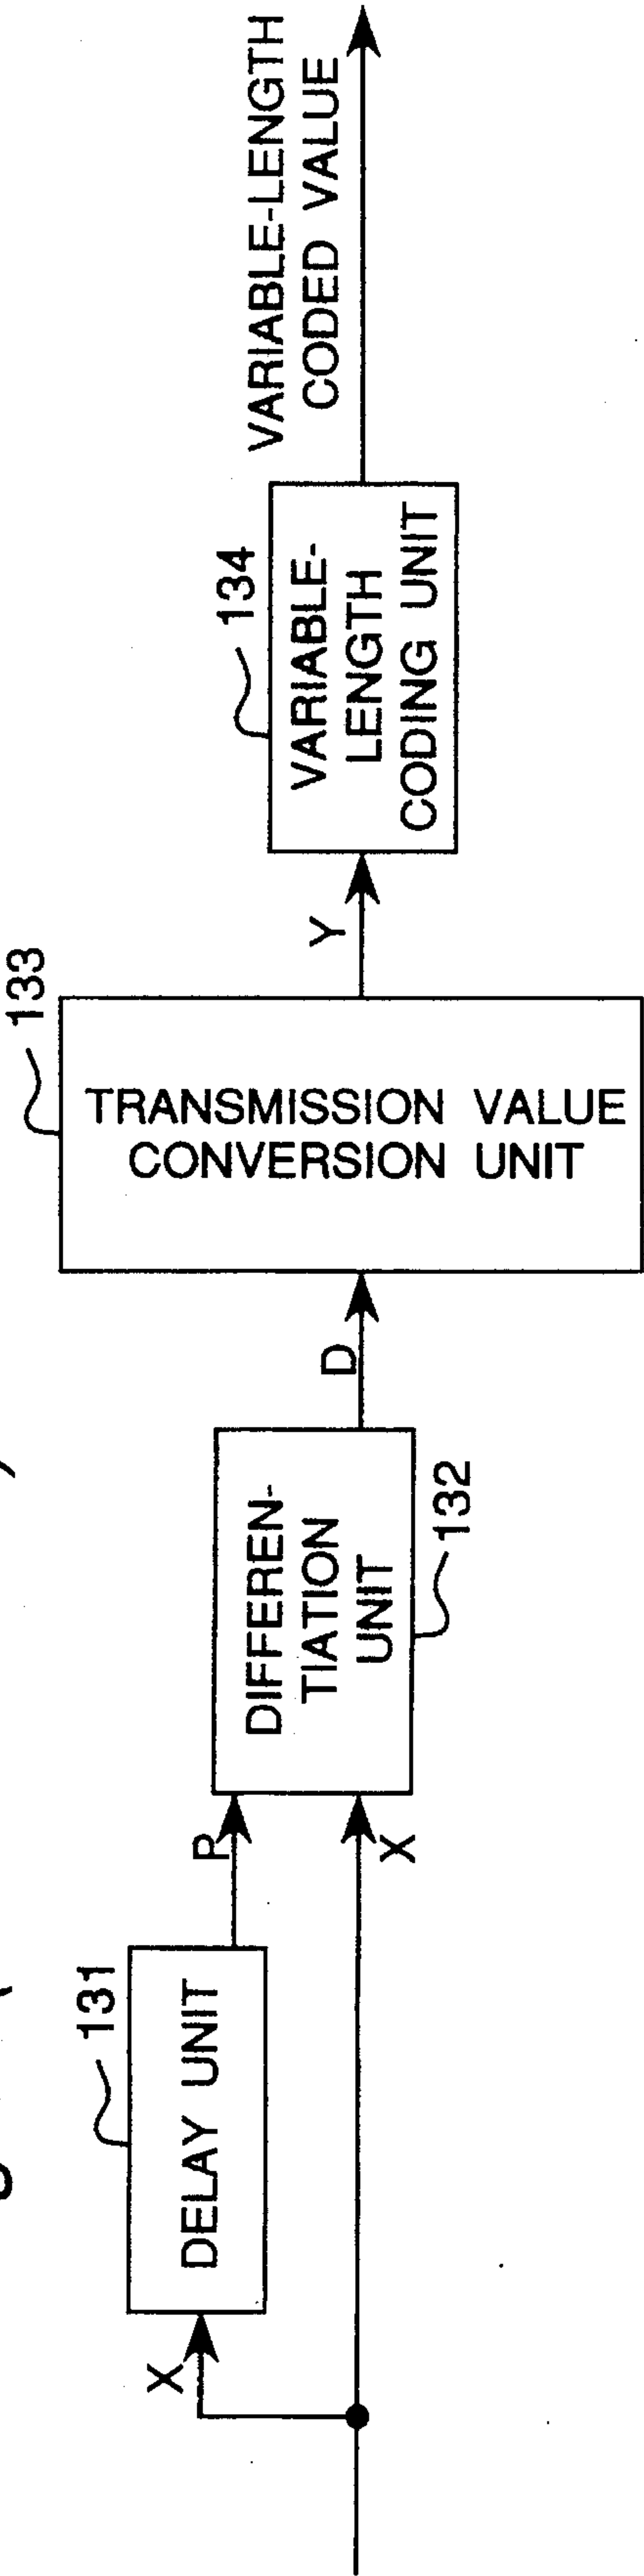 X
131
DELAY UNIT
P
X
DIFFEREN-
TIATION
UNIT
132
D
133
TRANSMISSION VALUE
CONVERSION UNIT
Y
134
VARIABLE-
LENGTH
CODING UNIT
VARIABLE-LENGTH
CODED VALUE